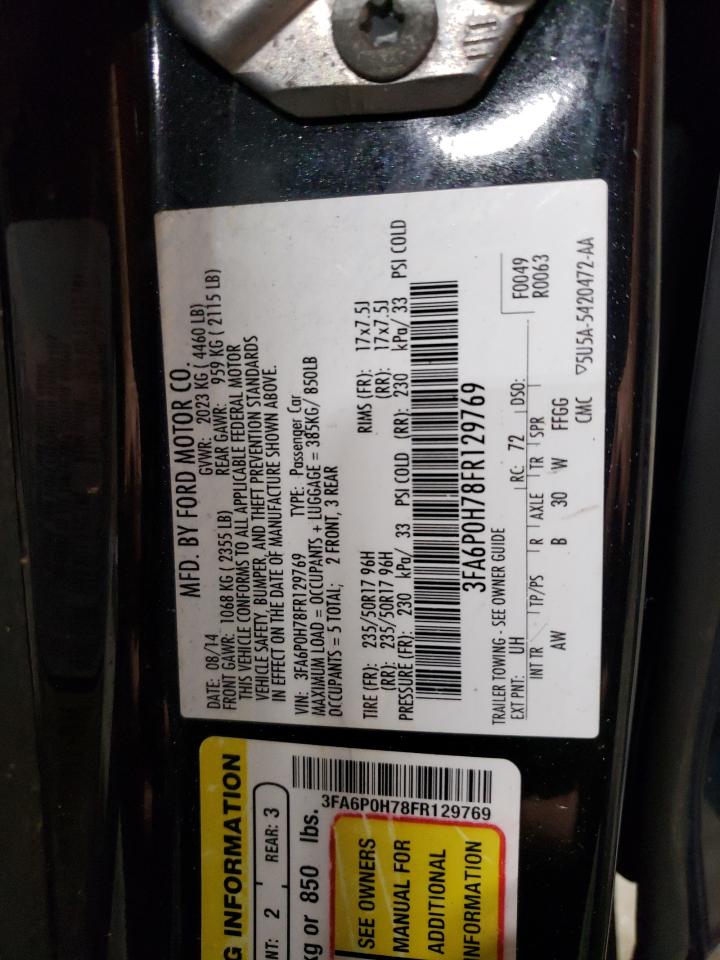 MFD. BY FORD MOTOR CO.
DATE: 08/14 GVWR: 2023 KG ( 4460 LB)
FRONT GAWR: 1068 KG ( 2355 LB) REAR GAWR: 959 KG ( 2115 LB)
THIS VEHICLE CONFORMS TO ALL APPLICABLE FEDERAL MOTOR
VEHICLE SAFETY, BUMPER, AND THEFT PREVENTION STANDARDS
IN EFFECT ON THE DATE OF MANUFACTURE SHOWN ABOVE.
VIN: 3FA6P0H78FR129769 TYPE: Passenger Car
MAXIMUM LOAD = OCCUPANTS + LUGGAGE = 385KG/ 850LB
OCCUPANTS = 5 TOTAL; 2 FRONT, 3 REAR
TIRE (FR): 235/50R17 96H RIMS (FR): 17x7.5J
(RR): 235/50R17 96H (RR): 17x7.5J
PRESSURE (FR): 230 kPa/ 33 PSI COLD (RR): 230 kPa/ 33 PSI COLD
3FA6P0H78FR129769
TRAILER TOWING - SEE OWNER GUIDE
EXT PNT: UH RC: 72 DSO: F0049
R0063
INT TR TP/PS R AXLE TR SPR
AW B 30 W FFGG
CMC ▽5U5A-5420472-AA
G INFORMATION
NT: 2 REAR: 3
kg or 850 lbs.
3FA6P0H78FR129769
SEE OWNERS
MANUAL FOR
ADDITIONAL
INFORMATION